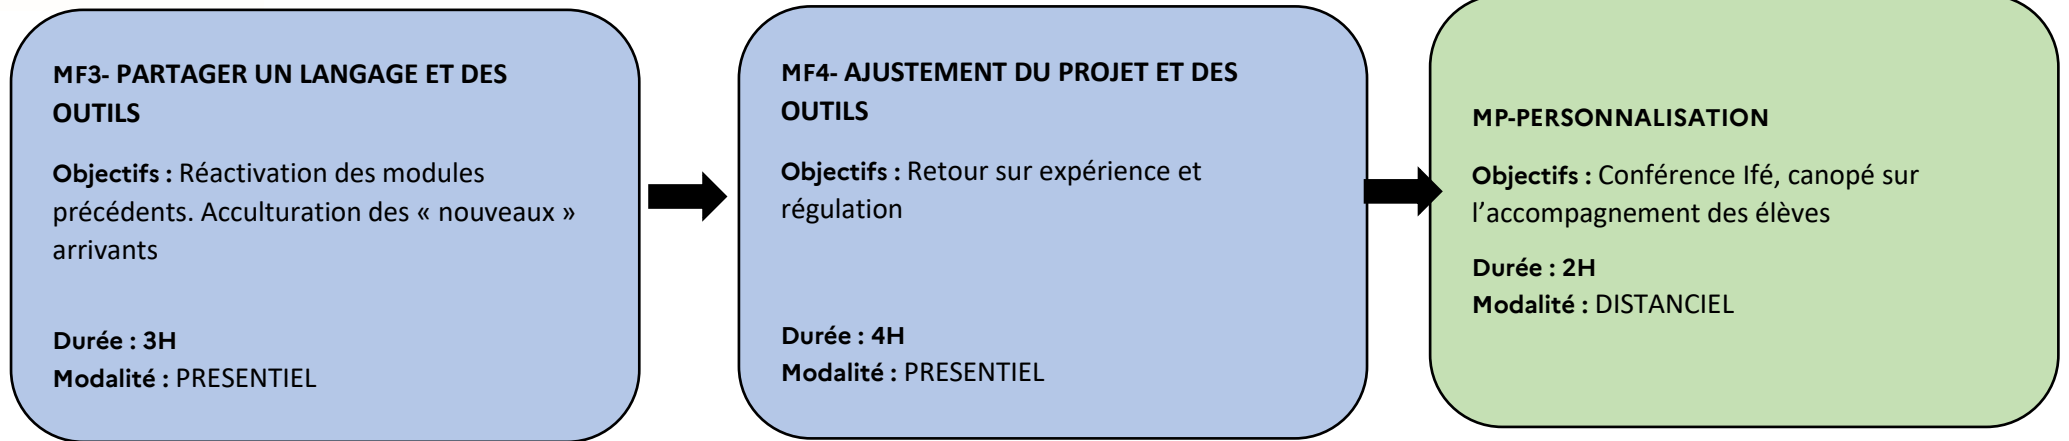 MF3- PARTAGER UN LANGAGE ET DES
OUTILS
Objectifs : Réactivation des modules
précédents. Acculturation des « nouveaux »
arrivants
Durée : 3H
Modalité : PRESENTIEL
MF4- AJUSTEMENT DU PROJET ET DES
OUTILS
Objectifs : Retour sur expérience et
régulation
Durée : 4H
Modalité : PRESENTIEL
MP-PERSONNALISATION
Objectifs : Conférence Ifé, canopé sur
l’accompagnement des élèves
Durée : 2H
Modalité : DISTANCIEL